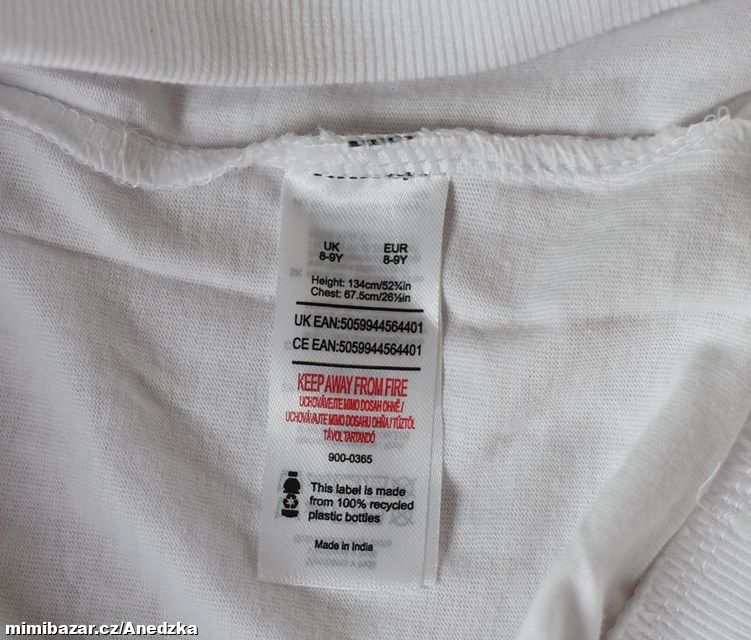 UK EUR
8-9Y 8-9Y
Height: 134cm/52¾in
Chest: 67.5cm/26½in
UK EAN:5059944564401
CE EAN:5059944564401
KEEP AWAY FROM FIRE
UCHOVÁVEJTE MIMO DOSAH OHNĚ /
UCHOVÁVAJTE MIMO DOSAHU OHŇA / TŰZTŐL
TÁVOL TARTANDÓ
900-0365
This label is made
from 100% recycled
plastic bottles
Made in India
mimibazar.cz/Anedzka